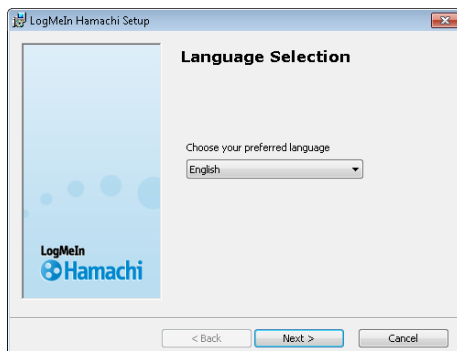 LogMeIn Hamachi Setup
Language Selection
Choose your preferred language
English
LogMeIn
Hamachi
< Back
Next >
Cancel